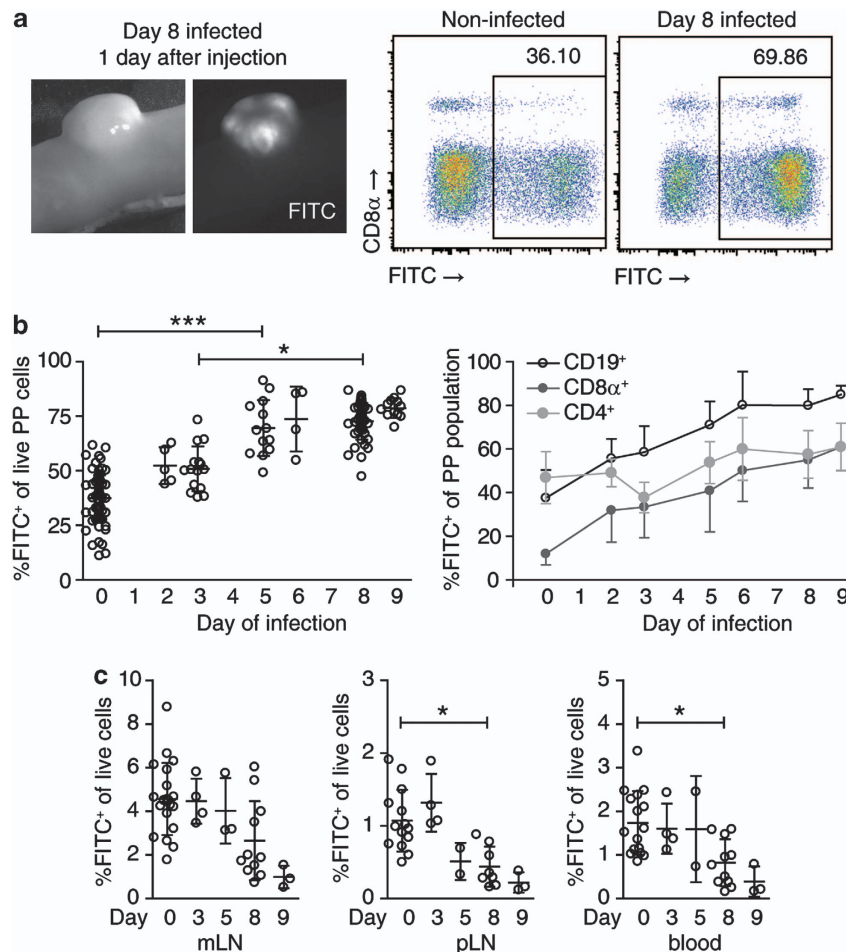 a
Day 8 infected
1 day after injection
FITC
Non-infected
36.10
CD8α →
FITC →
Day 8 infected
69.86
FITC →
b
***
*
%FITC⁺ of live PP cells
100
75
50
25
0
0 1 2 3 4 5 6 7 8 9
Day of infection
%FITC⁺ of PP population
100
80
60
40
20
0
CD19⁺
CD8α⁺
CD4⁺
0 1 2 3 4 5 6 7 8 9
Day of infection
c
%FITC⁺ of live cells
10
8
6
4
2
0
Day 0 3 5 8 9
mLN
%FITC⁺ of live cells
3
2
1
0
*
0 3 5 8 9
pLN
%FITC⁺ of live cells
5
4
3
2
1
0
*
0 3 5 8 9
blood